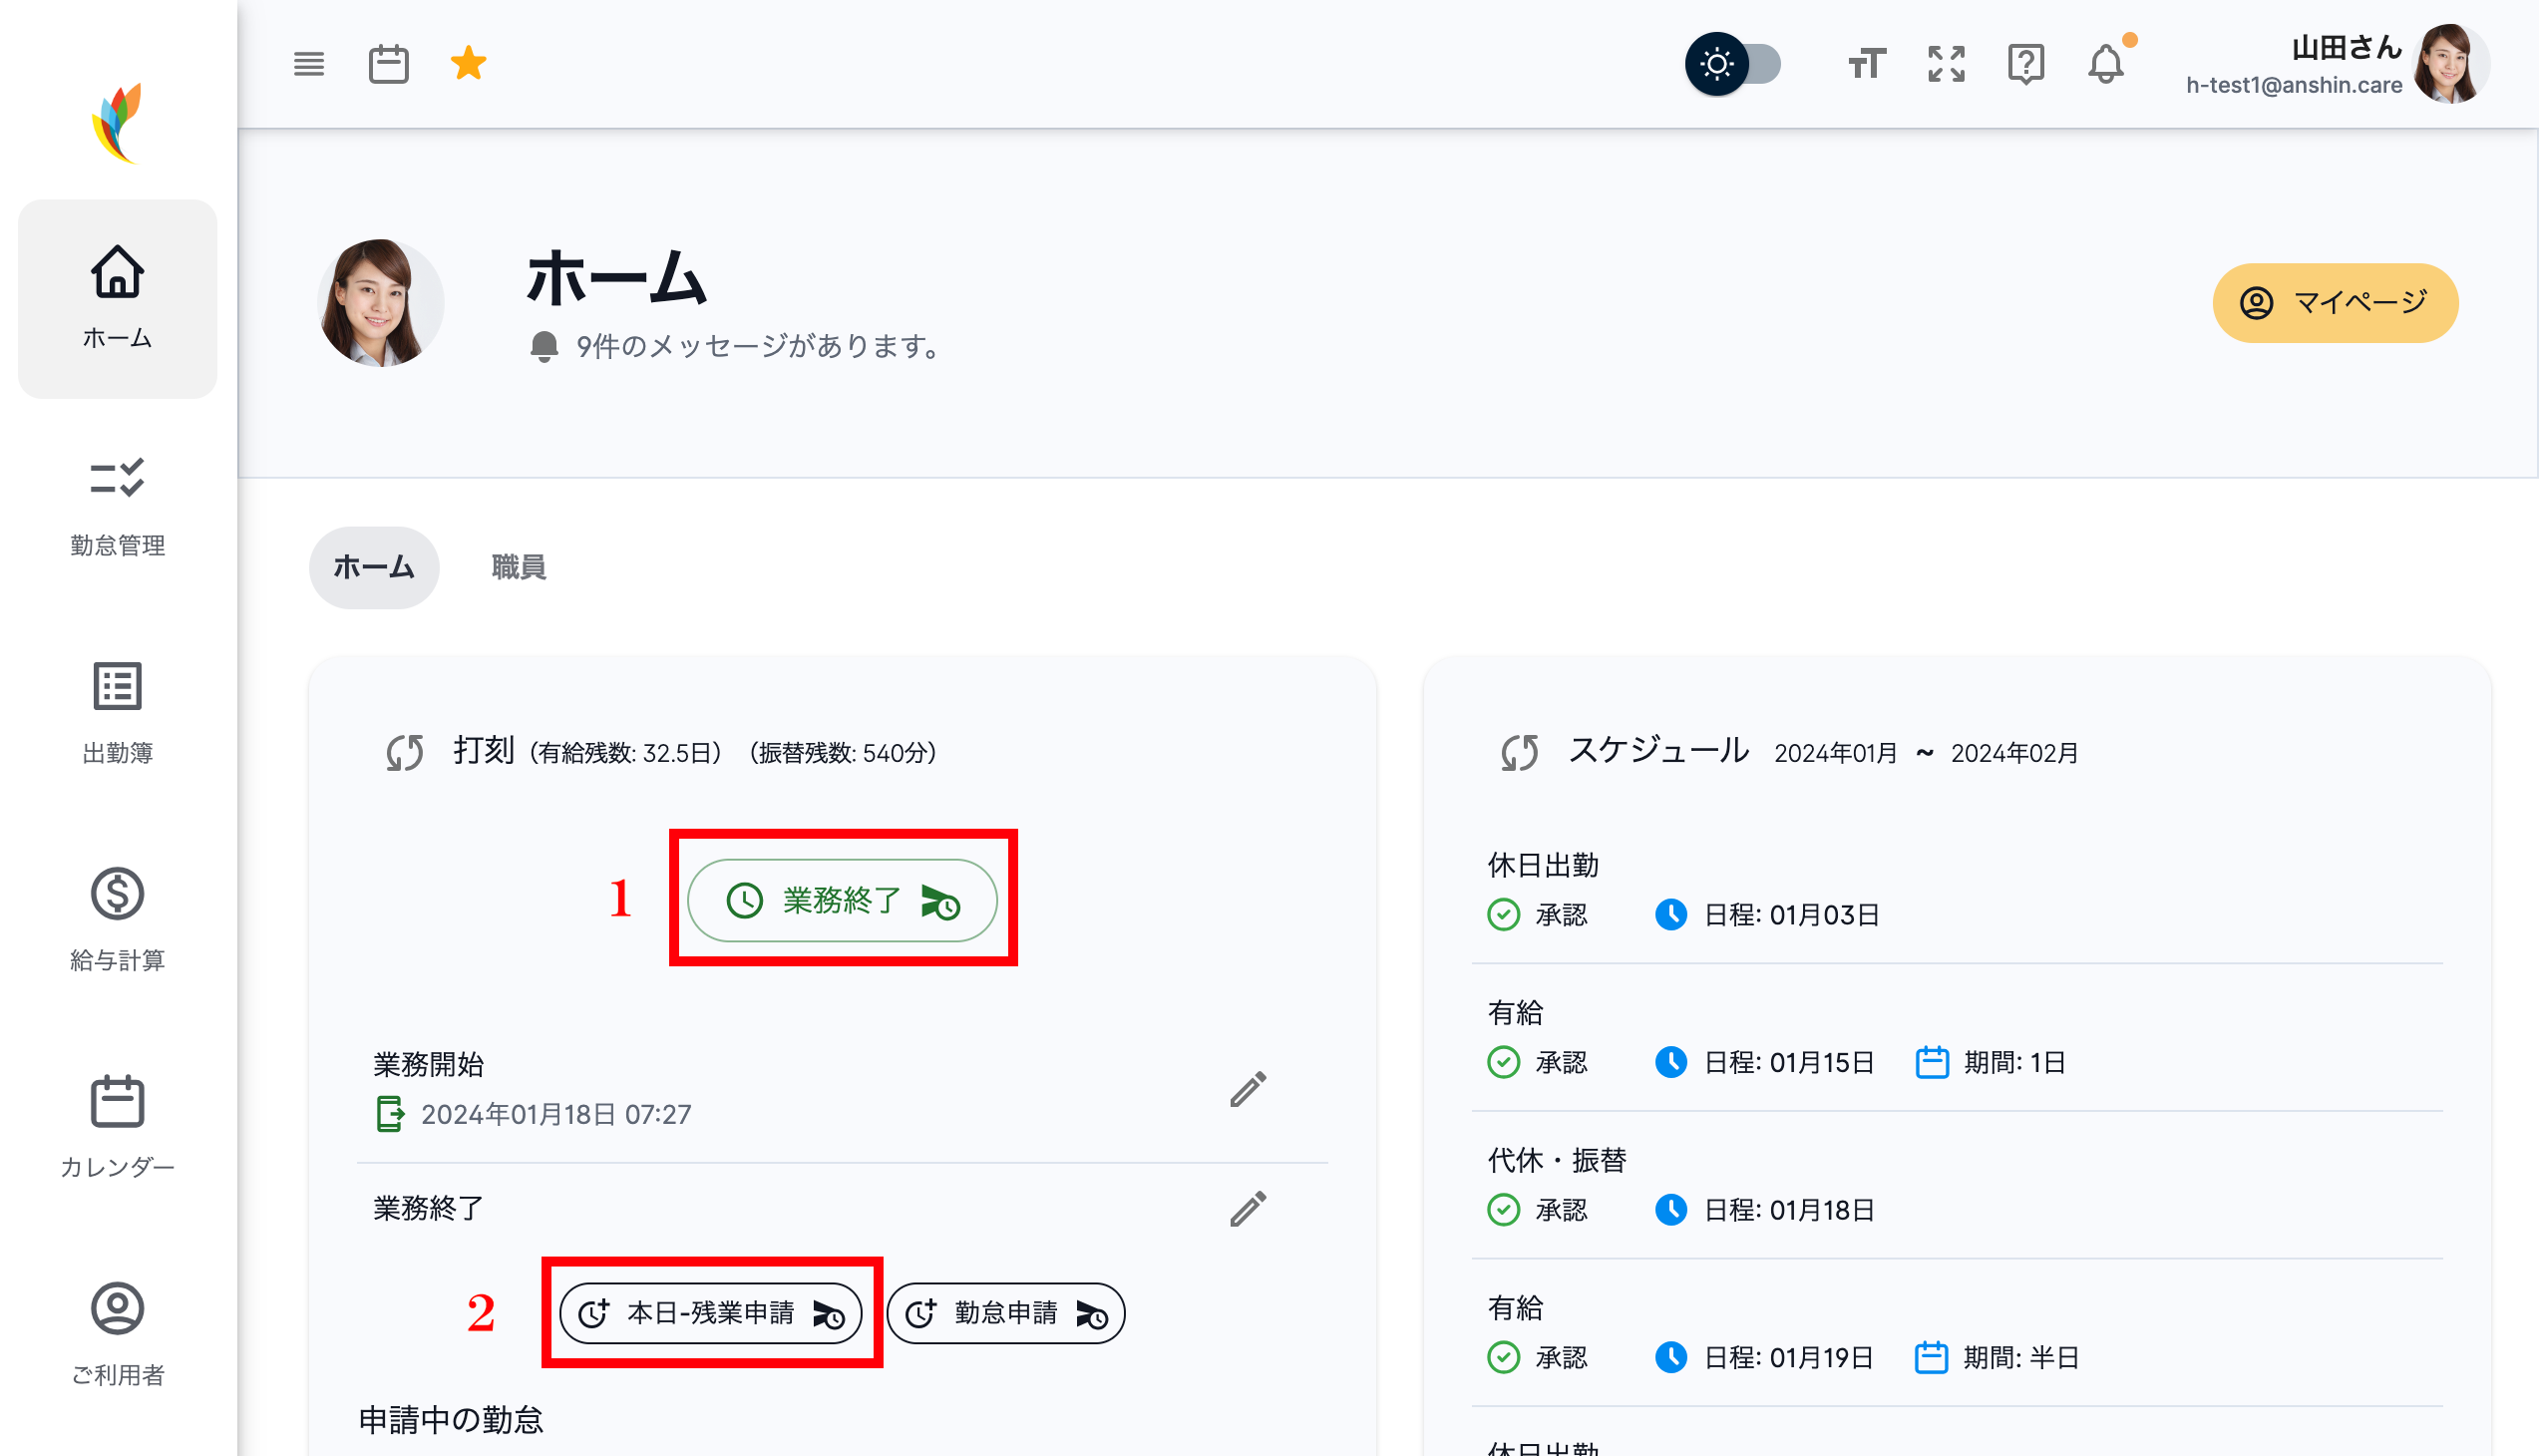 山田さん
h-test1@anshin.care
ホーム
勤怠管理
出勤簿
給与計算
カレンダー
ご利用者
ホーム
9件のメッセージがあります。
マイページ
ホーム
職員
打刻 (有給残数: 32.5日) (振替残数: 540分)
1
業務終了
業務開始
2024年01月18日 07:27
業務終了
2
本日-残業申請
勤怠申請
申請中の勤怠
スケジュール 2024年01月 ~ 2024年02月
休日出勤
承認 日程: 01月03日
有給
承認 日程: 01月15日 期間: 1日
代休・振替
承認 日程: 01月18日
有給
承認 日程: 01月19日 期間: 半日
休日出勤